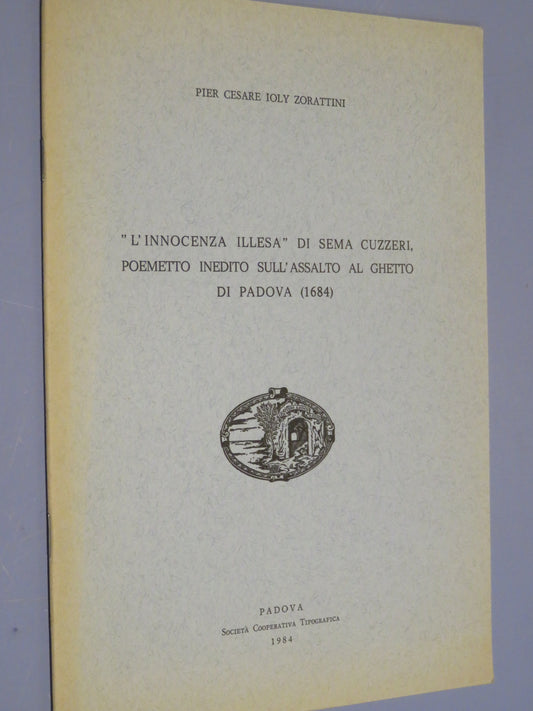 PIER CESARE IOLY ZORATTINI
"L'INNOCENZA ILLESA" DI SEMA CUZZERI,
POEMETTO INEDITO SULL'ASSALTO AL GHETTO
DI PADOVA (1684)
PADOVA
SOCIETÀ COOPERATIVA TIPOGRAFICA
1984